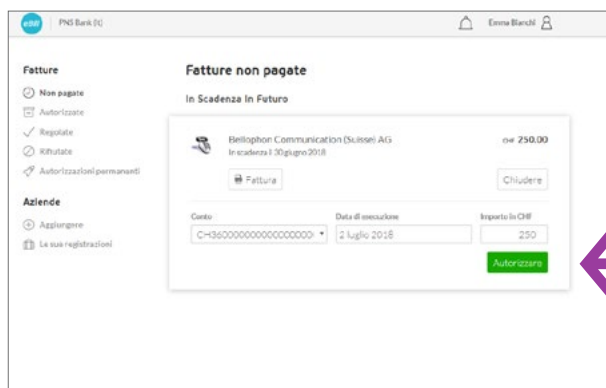 eBill PNS Bank (it) Emma Bianchi
Fatture
Non pagate
Autorizzate
Regolate
Rifiutate
Autorizzazioni permananti
Aziende
Aggiungere
Le sue registrazioni
Fatture non pagate
In Scadenza In Futuro
Bellophon Communication (Suisse) AG CHF 250.00
In scadenza il 30 giugno 2018
Fattura Chiudere
Conto Data di esecuzione Importo in CHF
2 luglio 2018 250
Autorizzare